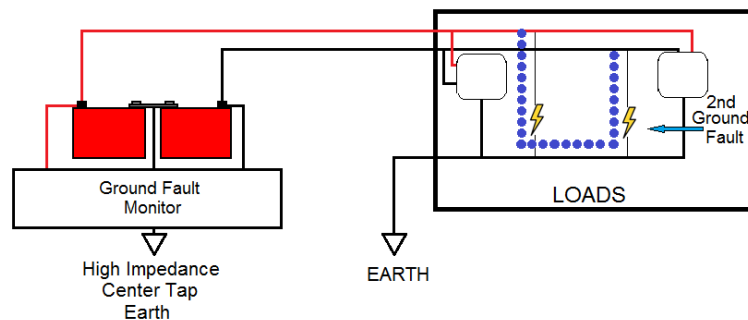 Ground Fault
Monitor
High Impedance
Center Tap
Earth
EARTH
2nd
Ground
Fault
LOADS